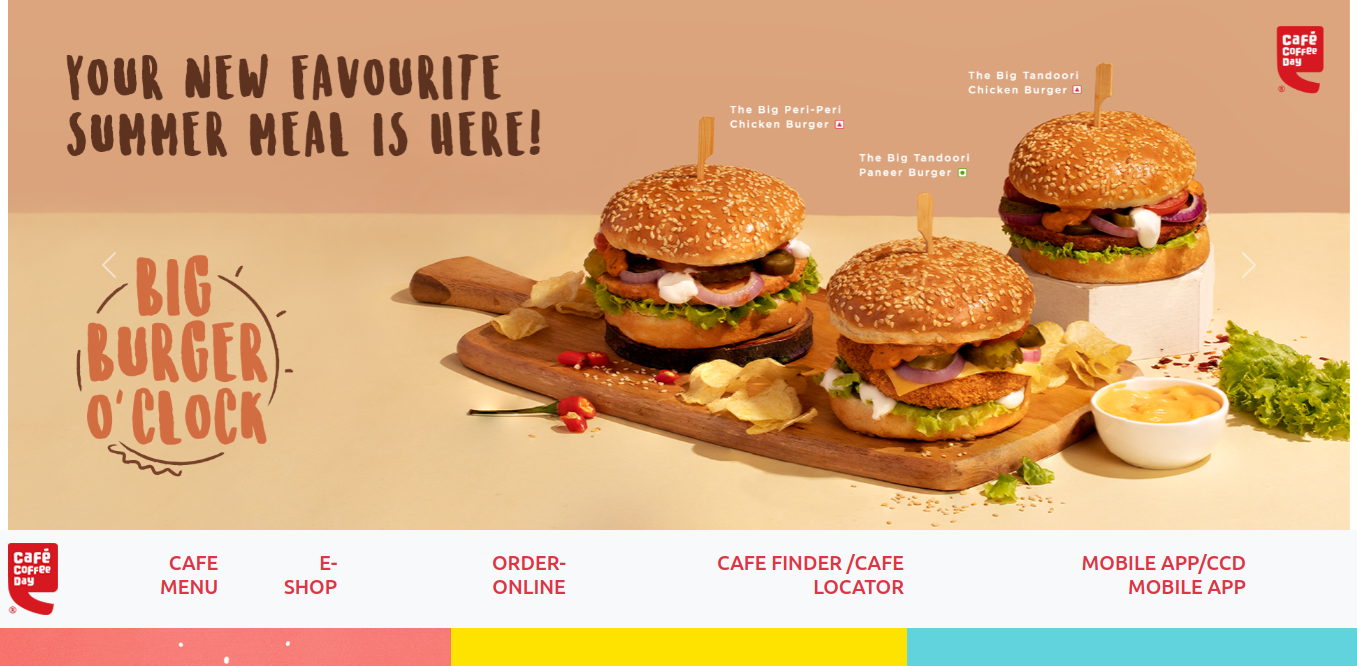 YOUR NEW FAVOURITE
SUMMER MEAL IS HERE!
Café
Coffee
Day
®
The Big Tandoori
Chicken Burger
The Big Peri-Peri
Chicken Burger
The Big Tandoori
Paneer Burger
BIG
BURGER
O'CLOCK
Café
Coffee
Day
®
CAFE
MENU
E-
SHOP
ORDER-
ONLINE
CAFE FINDER /CAFE
LOCATOR
MOBILE APP/CCD
MOBILE APP